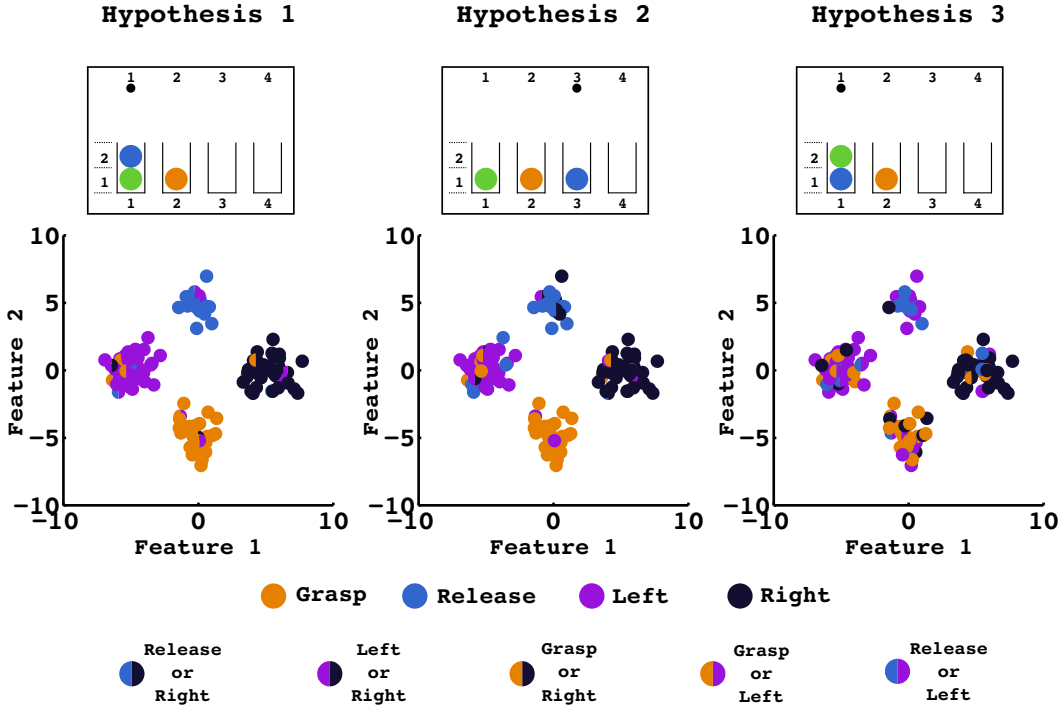 Hypothesis 1 Hypothesis 2 Hypothesis 3
1 2 3 4 1 2 3 4 1 2 3 4
2 2 2
1 1 1
1 2 3 4 1 2 3 4 1 2 3 4
10 10 10
5 5 5
Feature 2 0 Feature 2 0 Feature 2 0
−5 −5 −5
−10 −10 −10
−10 0 10 −10 0 10 −10 0 10
Feature 1 Feature 1 Feature 1
Grasp Release Left Right
Release Left Grasp Grasp Release
or or or or or
Right Right Right Left Left